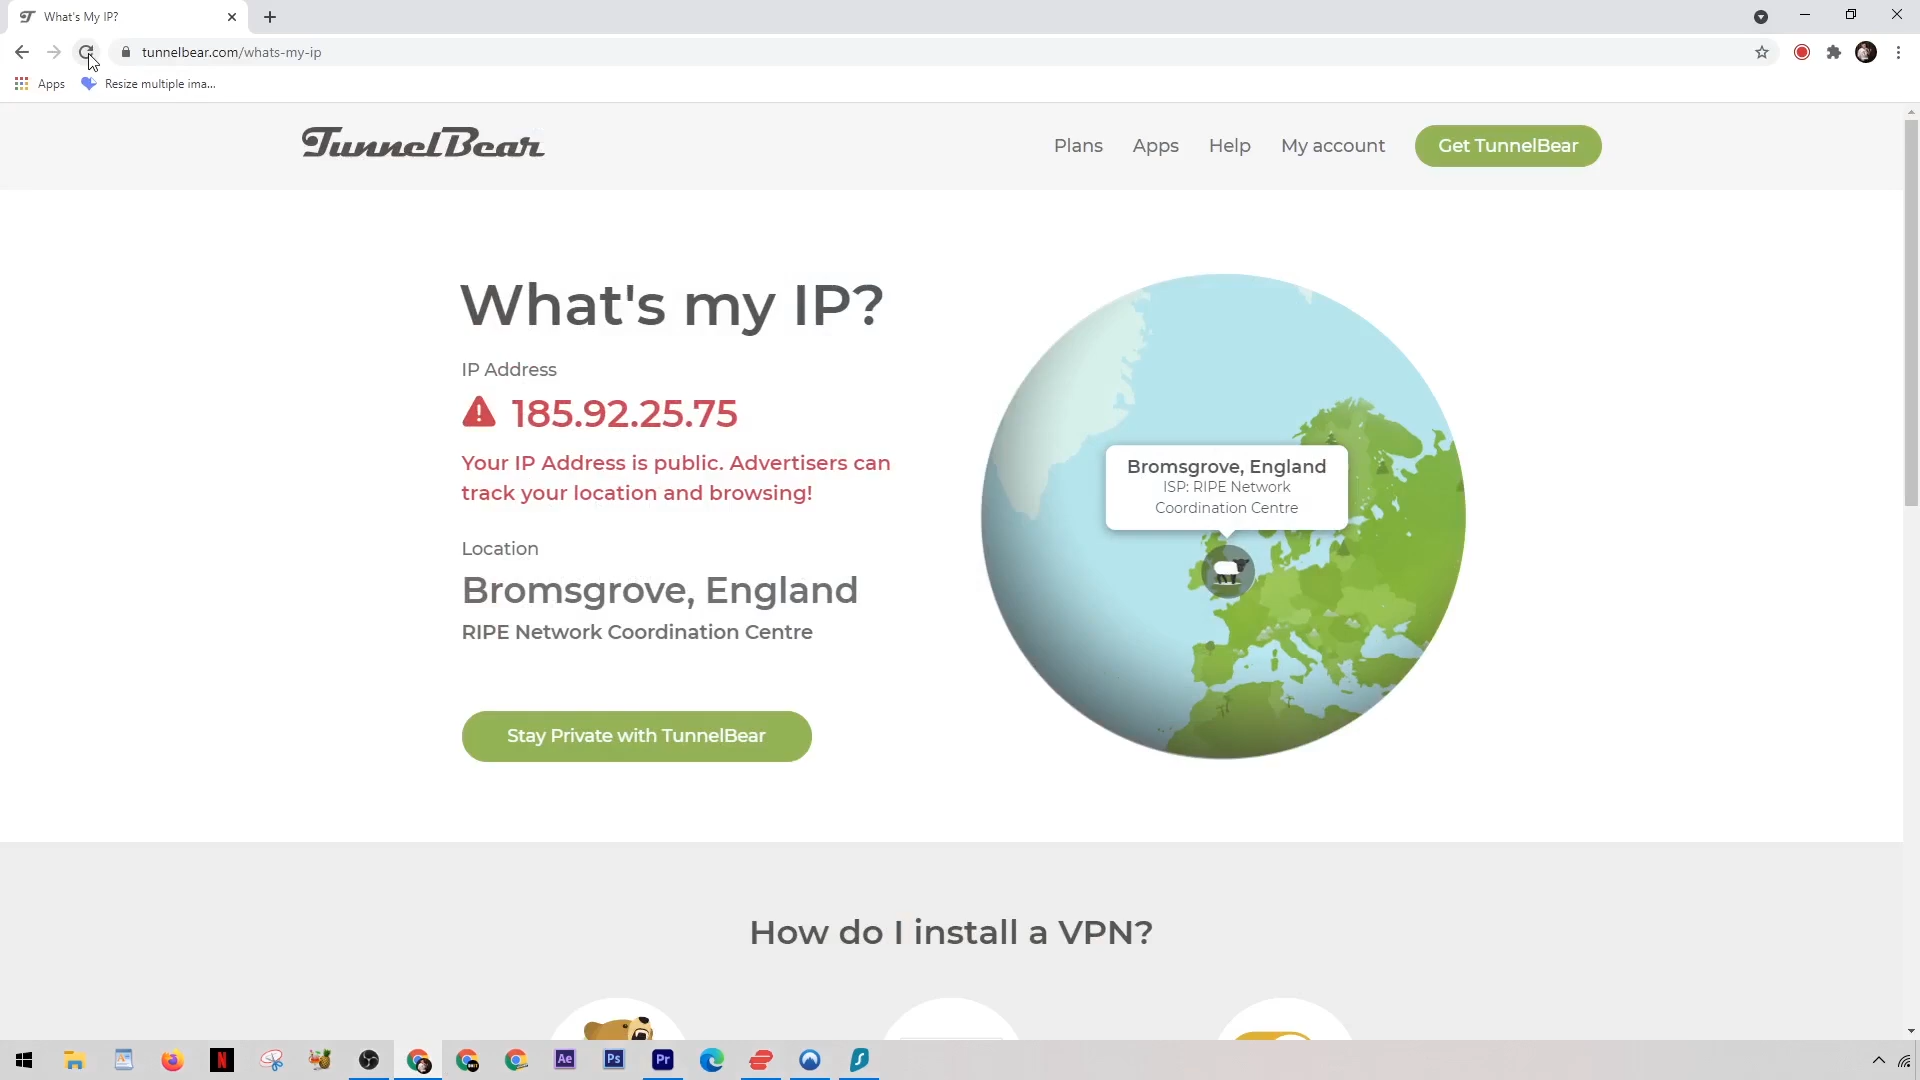 What's My IP?
tunnelbear.com/whats-my-ip
Apps
Resize multiple ima...
TunnelBear
Plans
Apps
Help
My account
Get TunnelBear
What's my IP?
IP Address
185.92.25.75
Your IP Address is public. Advertisers can
track your location and browsing!
Location
Bromsgrove, England
RIPE Network Coordination Centre
Stay Private with TunnelBear
Bromsgrove, England
ISP: RIPE Network
Coordination Centre
How do I install a VPN?
N
Ae
Ps
Pr